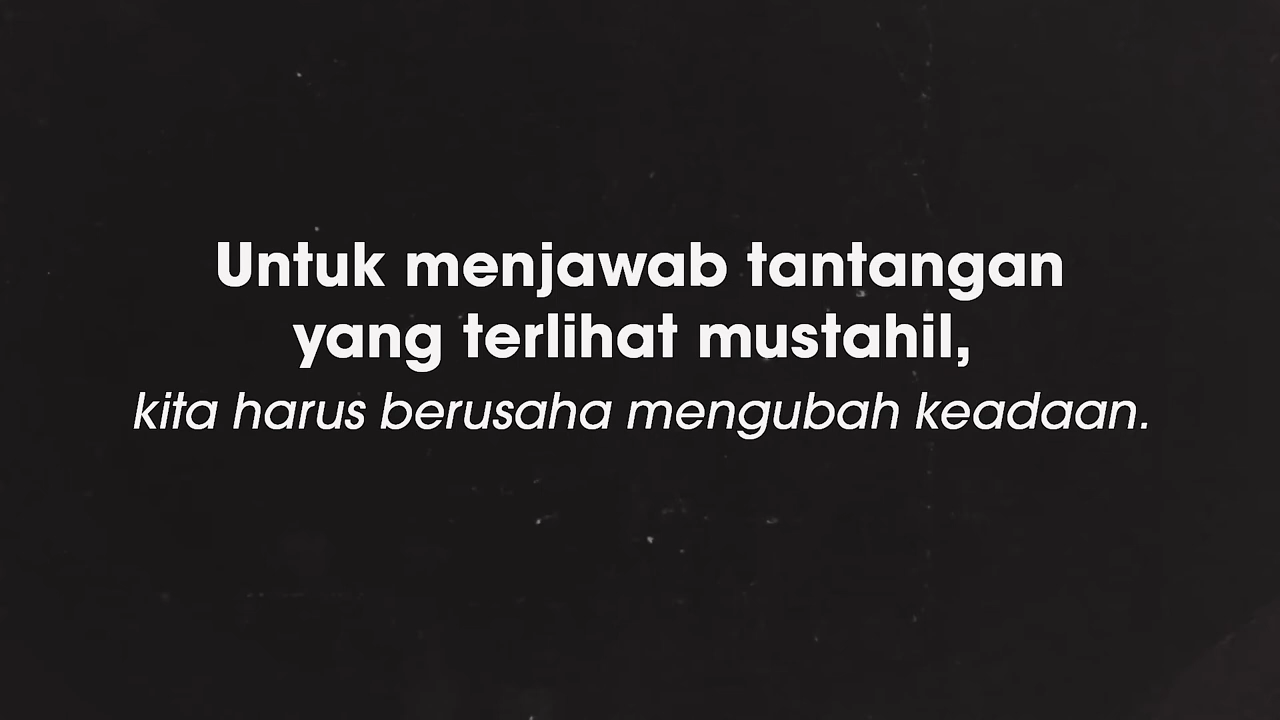 Untuk menjawab tantangan
yang terlihat mustahil,
kita harus berusaha mengubah keadaan.